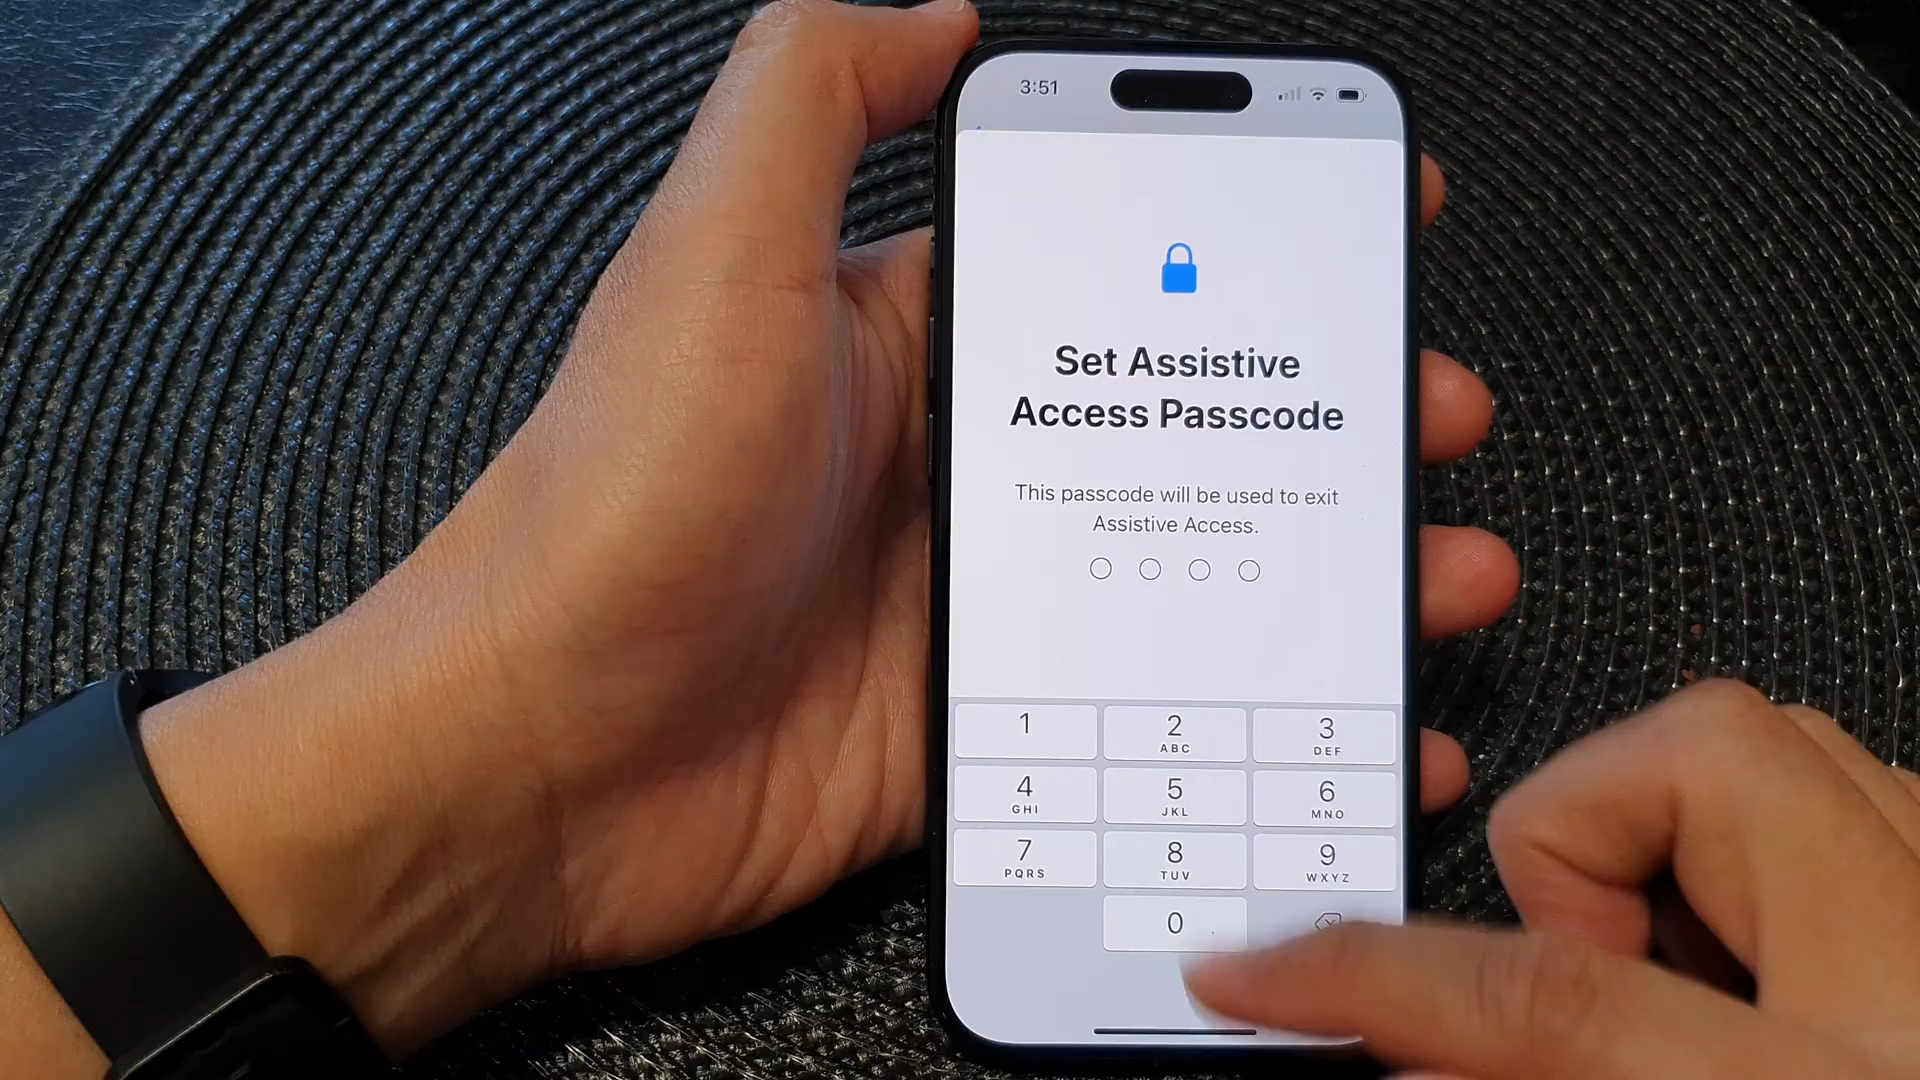 3:51
Set Assistive
Access Passcode
This passcode will be used to exit
Assistive Access.
1
2
ABC
3
DEF
4
GHI
5
JKL
6
MNO
7
PQRS
8
TUV
9
WXYZ
0